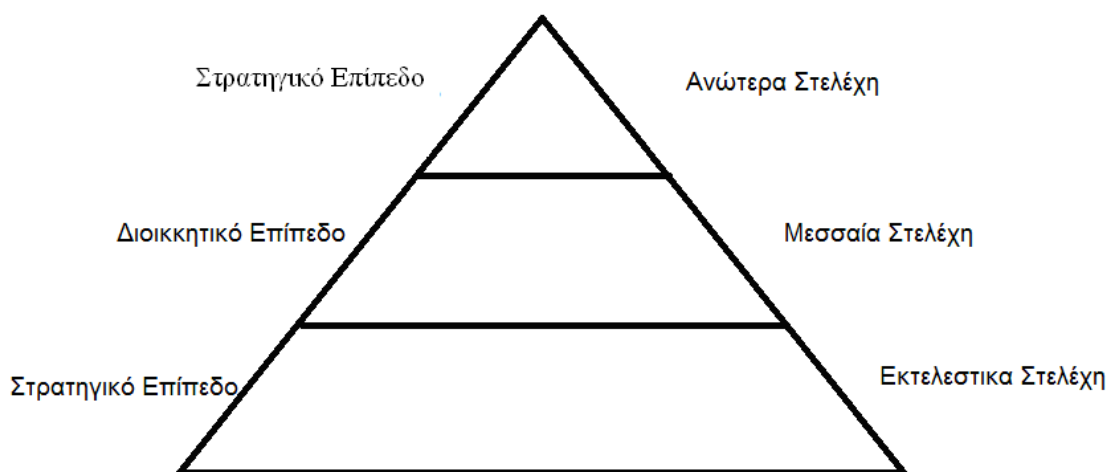 Στρατηγικό Επίπεδο
Ανώτερα Στελέχη
Διοικκητικό Επίπεδο
Μεσσαία Στελέχη
Στρατηγικό Επίπεδο
Εκτελεστικα Στελέχη